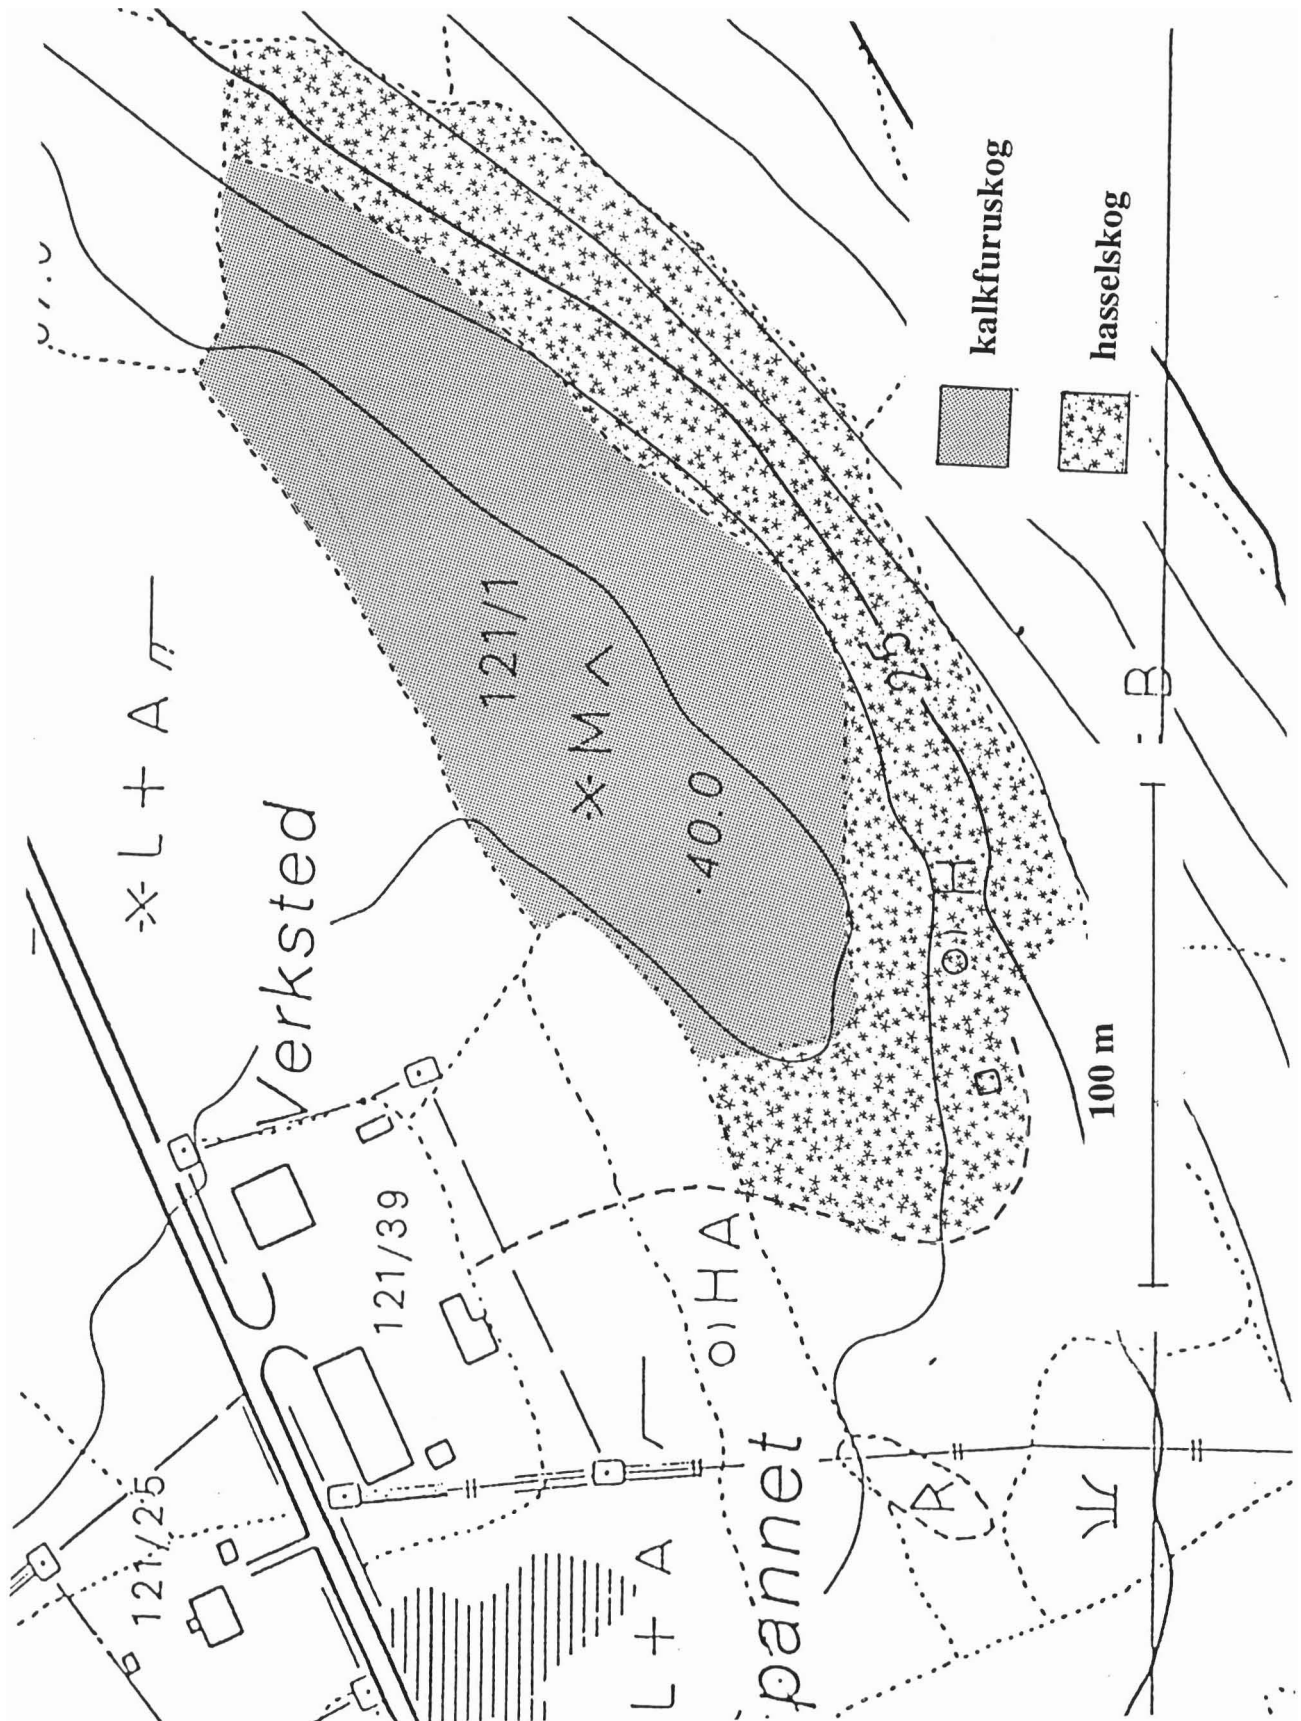 L + A
Verksted
121/1
M
40.0
25
H
B
kalkfuruskog
hasselskog
100 m
121/39
HA
121/25
L + A
pannet
R